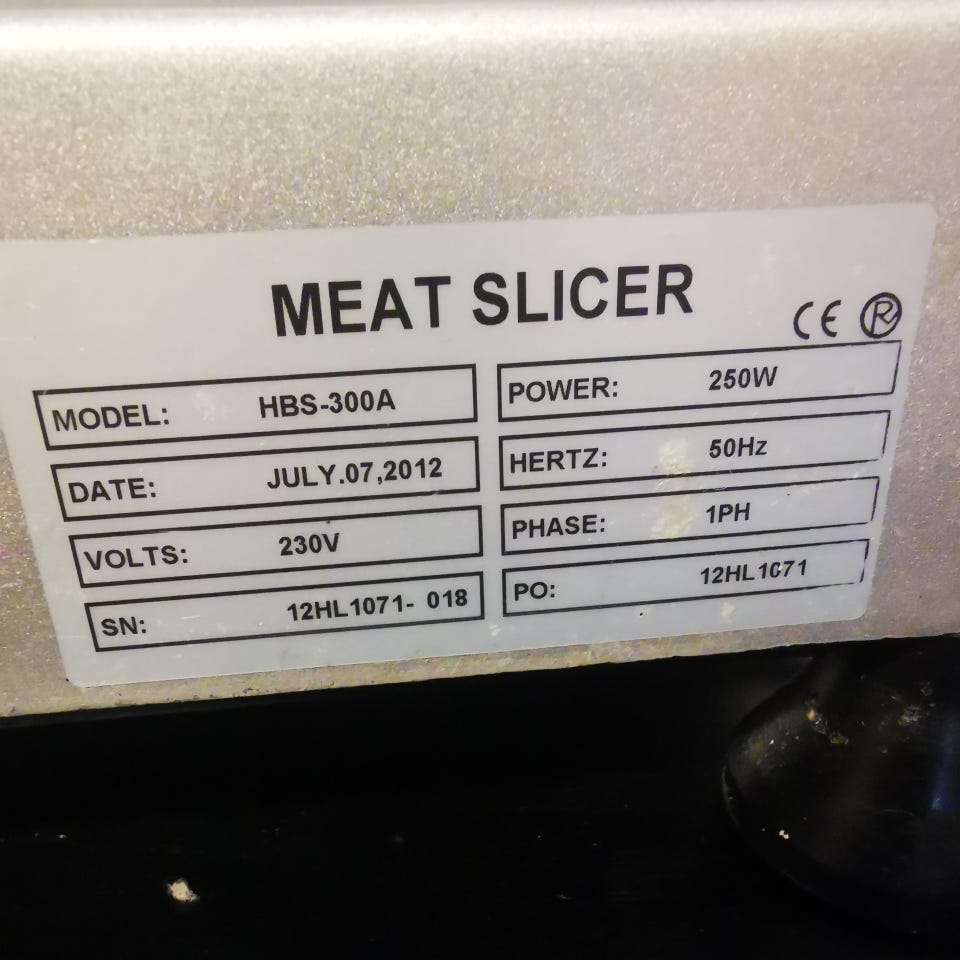 MEAT SLICER
CE ®
MODEL: HBS-300A
POWER: 250W
DATE: JULY.07,2012
HERTZ: 50Hz
VOLTS: 230V
PHASE: 1PH
SN: 12HL1071- 018
PO: 12HL1071